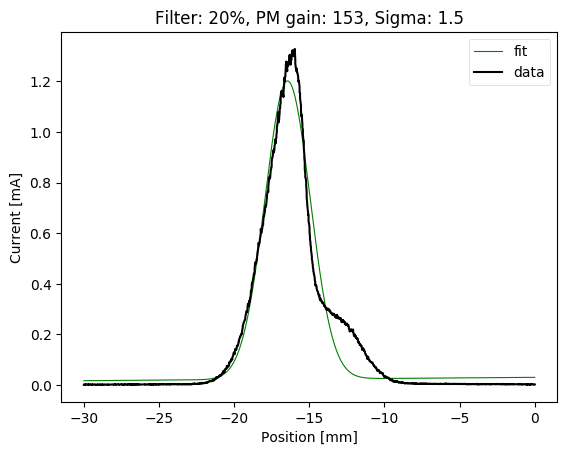 Filter: 20%, PM gain: 153, Sigma: 1.5
fit
data
Current [mA]
1.2
1.0
0.8
0.6
0.4
0.2
0.0
−30
−25
−20
−15
−10
−5
0
Position [mm]